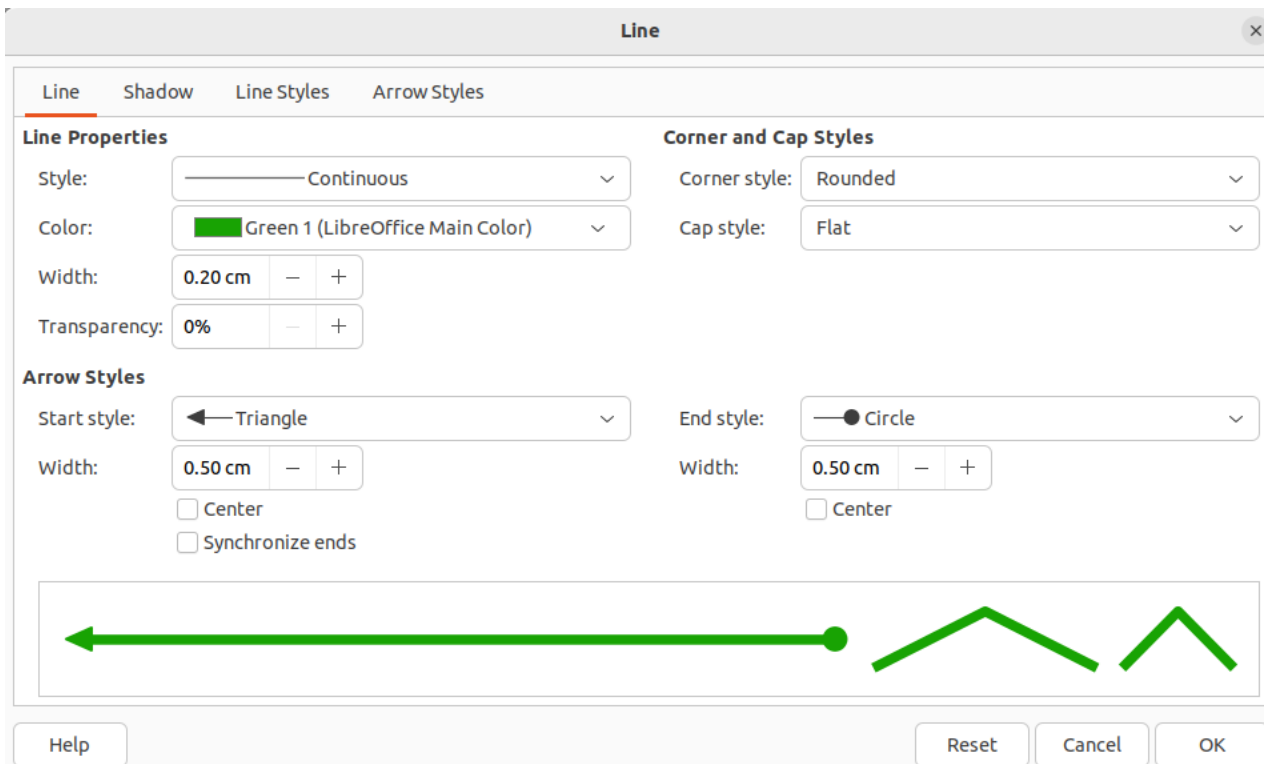 Line
Line Shadow Line Styles Arrow Styles
Line Properties
Style: Continuous
Color: Green 1 (LibreOffice Main Color)
Width: 0.20 cm
Transparency: 0%
Corner and Cap Styles
Corner style: Rounded
Cap style: Flat
Arrow Styles
Start style: Triangle
Width: 0.50 cm
Center
Synchronize ends
End style: Circle
Width: 0.50 cm
Center
Help Reset Cancel OK